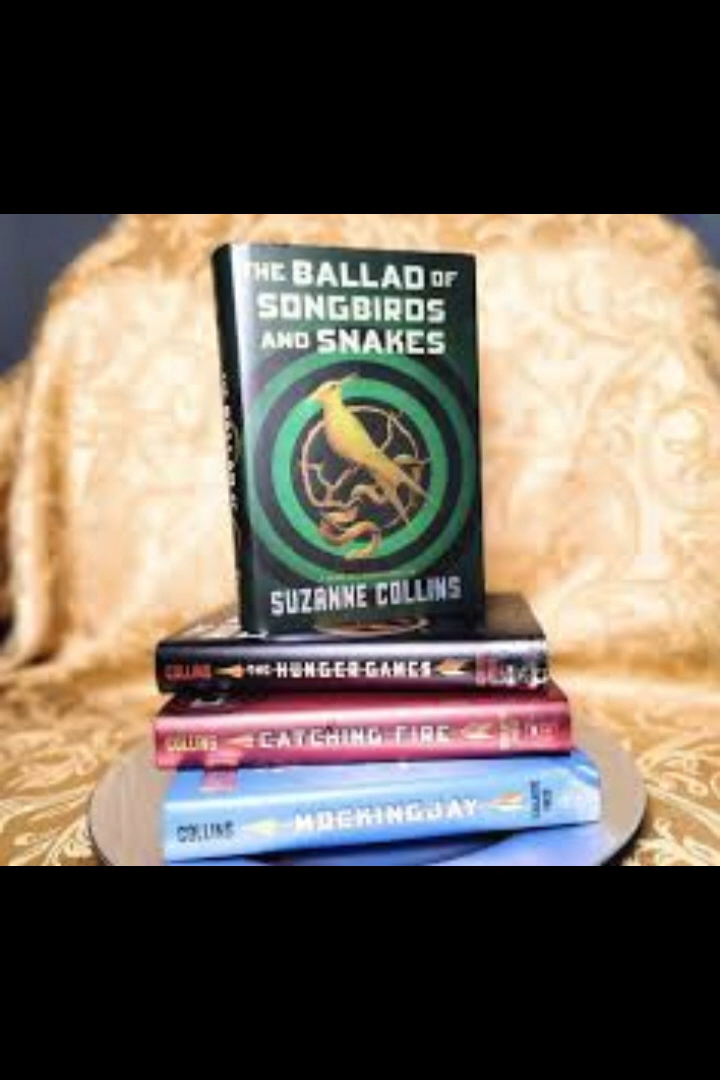 THE BALLAD OF
SONGBIRDS
AND SNAKES
SUZANNE COLLINS
COLLINS THE HUNGER GAMES
COLLINS CATCHING FIRE
COLLINS MOCKINGJAY